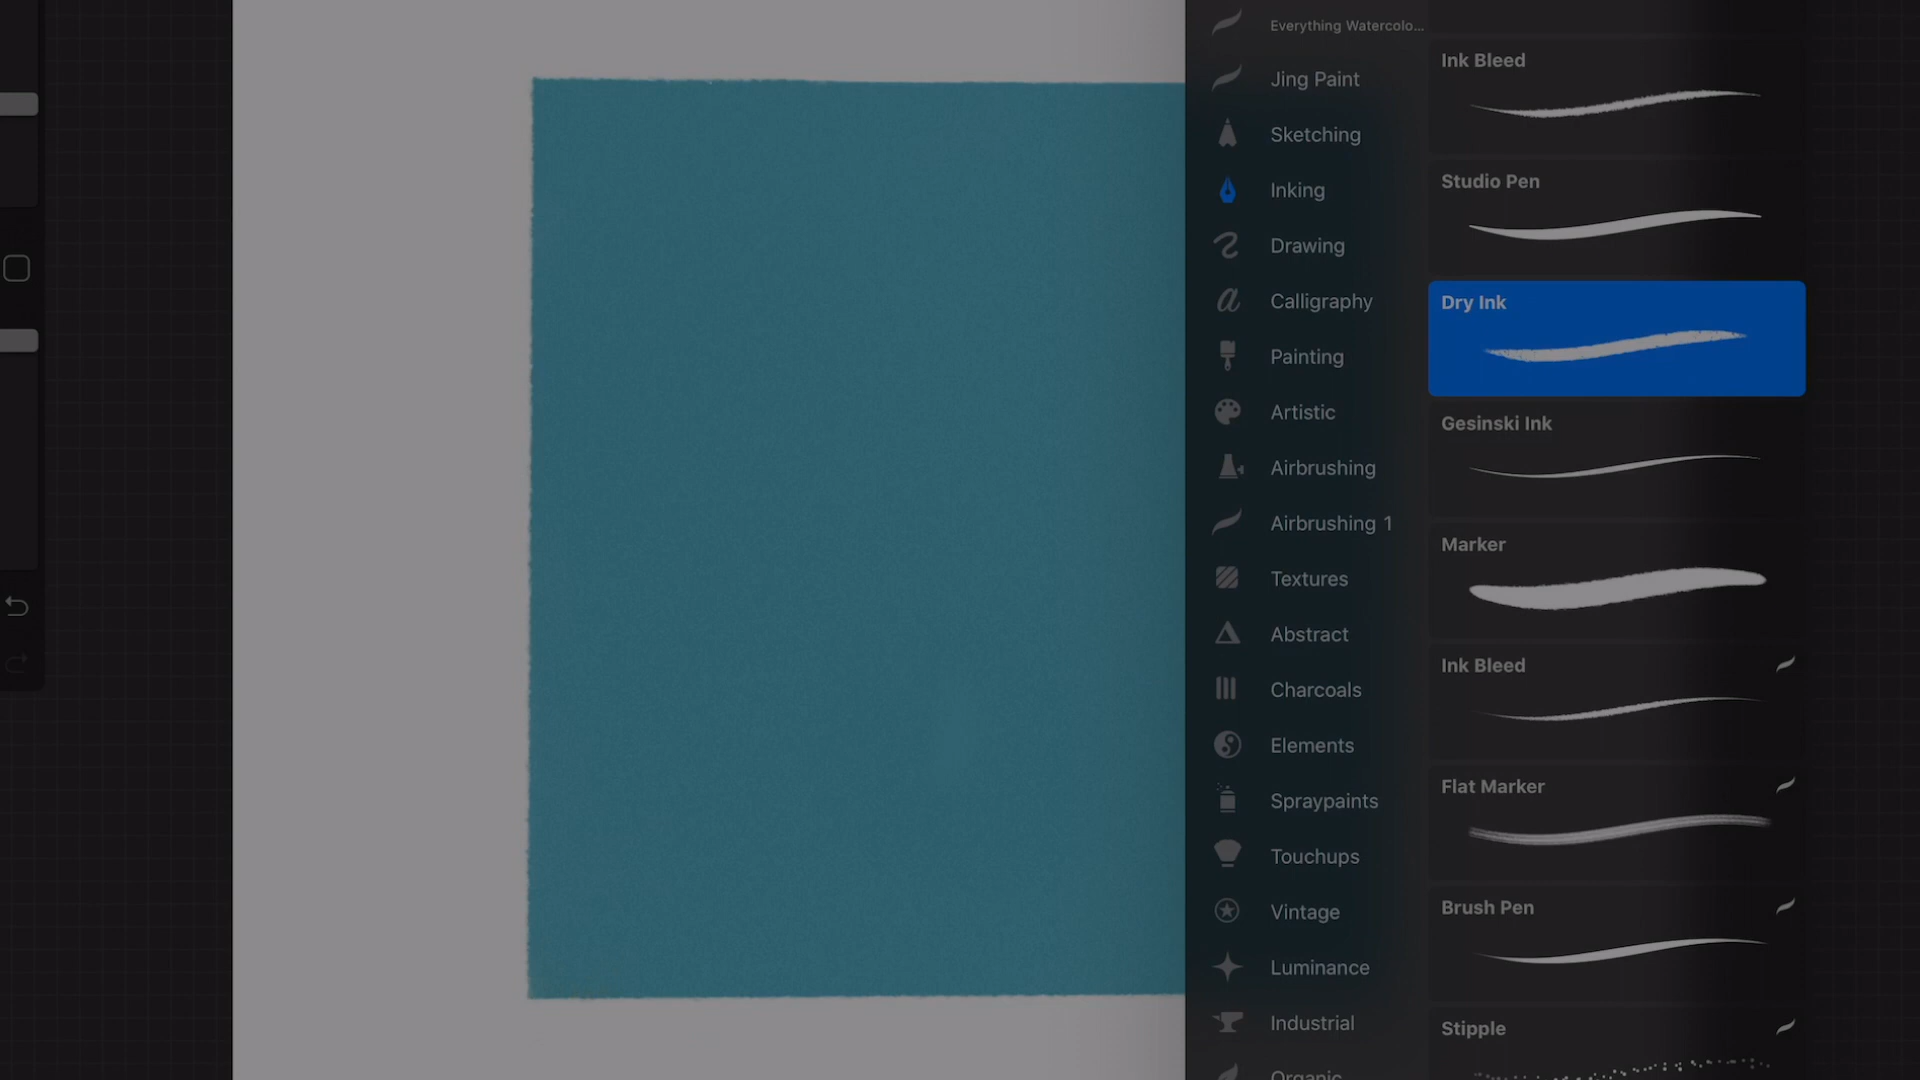 Everything Watercolo...
Jing Paint
Sketching
Inking
Drawing
Calligraphy
Painting
Artistic
Airbrushing
Airbrushing 1
Textures
Abstract
Charcoals
Elements
Spraypaints
Touchups
Vintage
Luminance
Industrial
Organic
Ink Bleed
Studio Pen
Dry Ink
Gesinski Ink
Marker
Ink Bleed
Flat Marker
Brush Pen
Stipple